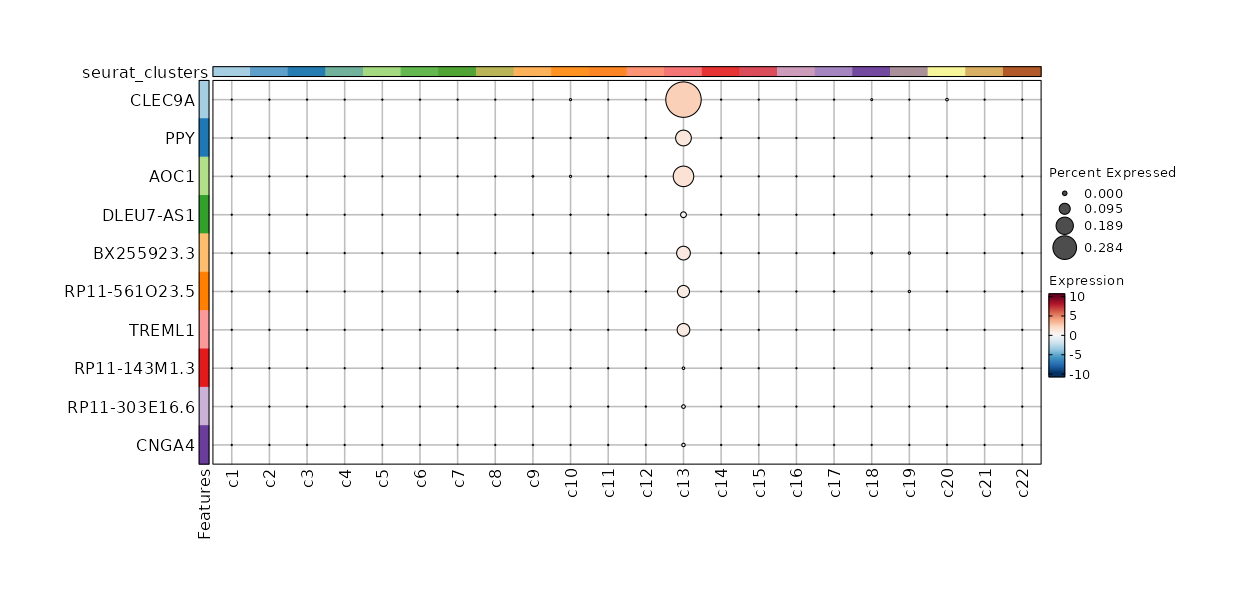 seurat_clusters
CLEC9A
PPY
AOC1
DLEU7-AS1
BX255923.3
RP11-561O23.5
TREML1
RP11-143M1.3
RP11-303E16.6
CNGA4
Features
c1
c2
c3
c4
c5
c6
c7
c8
c9
c10
c11
c12
c13
c14
c15
c16
c17
c18
c19
c20
c21
c22
Percent Expressed
0.000
0.095
0.189
0.284
Expression
10
5
0
-5
-10